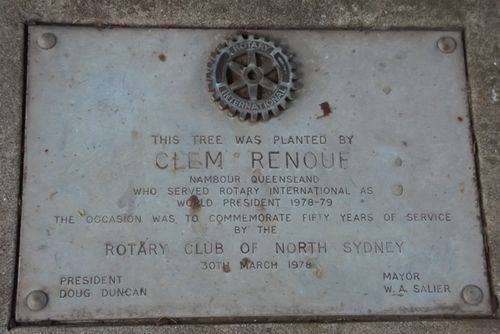 ROTARY
INTERNATIONAL
THIS TREE WAS PLANTED BY
CLEM RENOUF
NAMBOUR QUEENSLAND
WHO SERVED ROTARY INTERNATIONAL AS
WORLD PRESIDENT 1978-79
THE OCCASION WAS TO COMMEMORATE FIFTY YEARS OF SERVICE
BY THE
ROTARY CLUB OF NORTH SYDNEY
30TH MARCH 1978
PRESIDENT
DOUG DUNCAN
MAYOR
W. A. SALIER